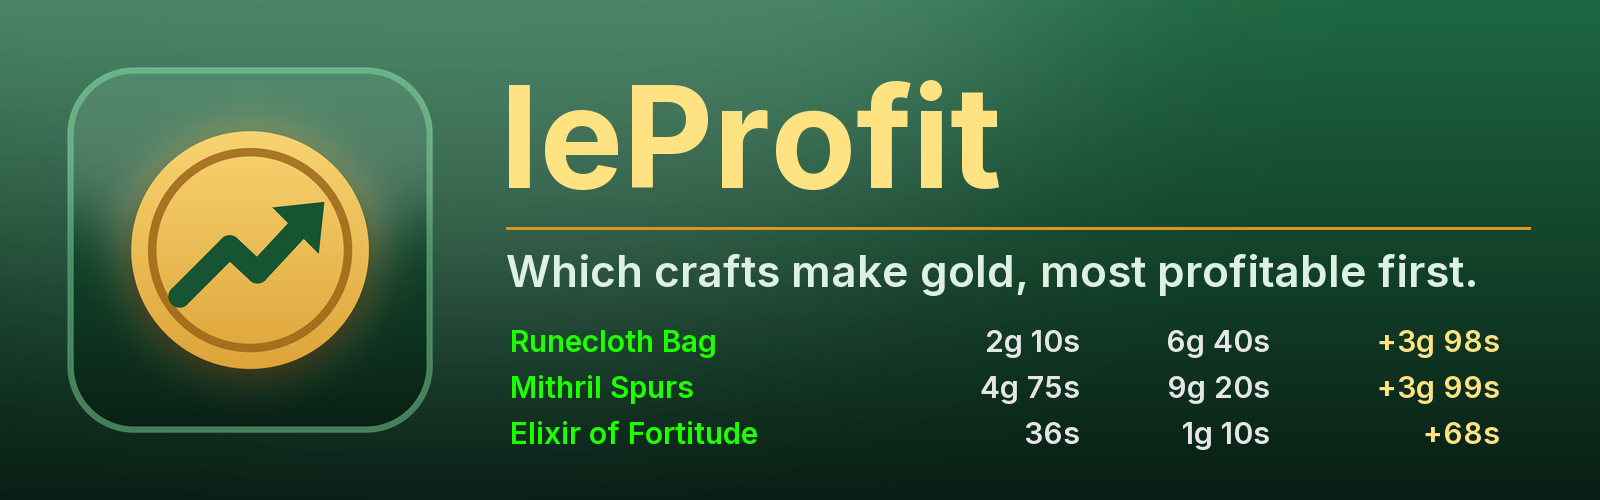 leProfit
Which crafts make gold, most profitable first.
Runecloth Bag 2g 10s 6g 40s +3g 98s
Mithril Spurs 4g 75s 9g 20s +3g 99s
Elixir of Fortitude 36s 1g 10s +68s